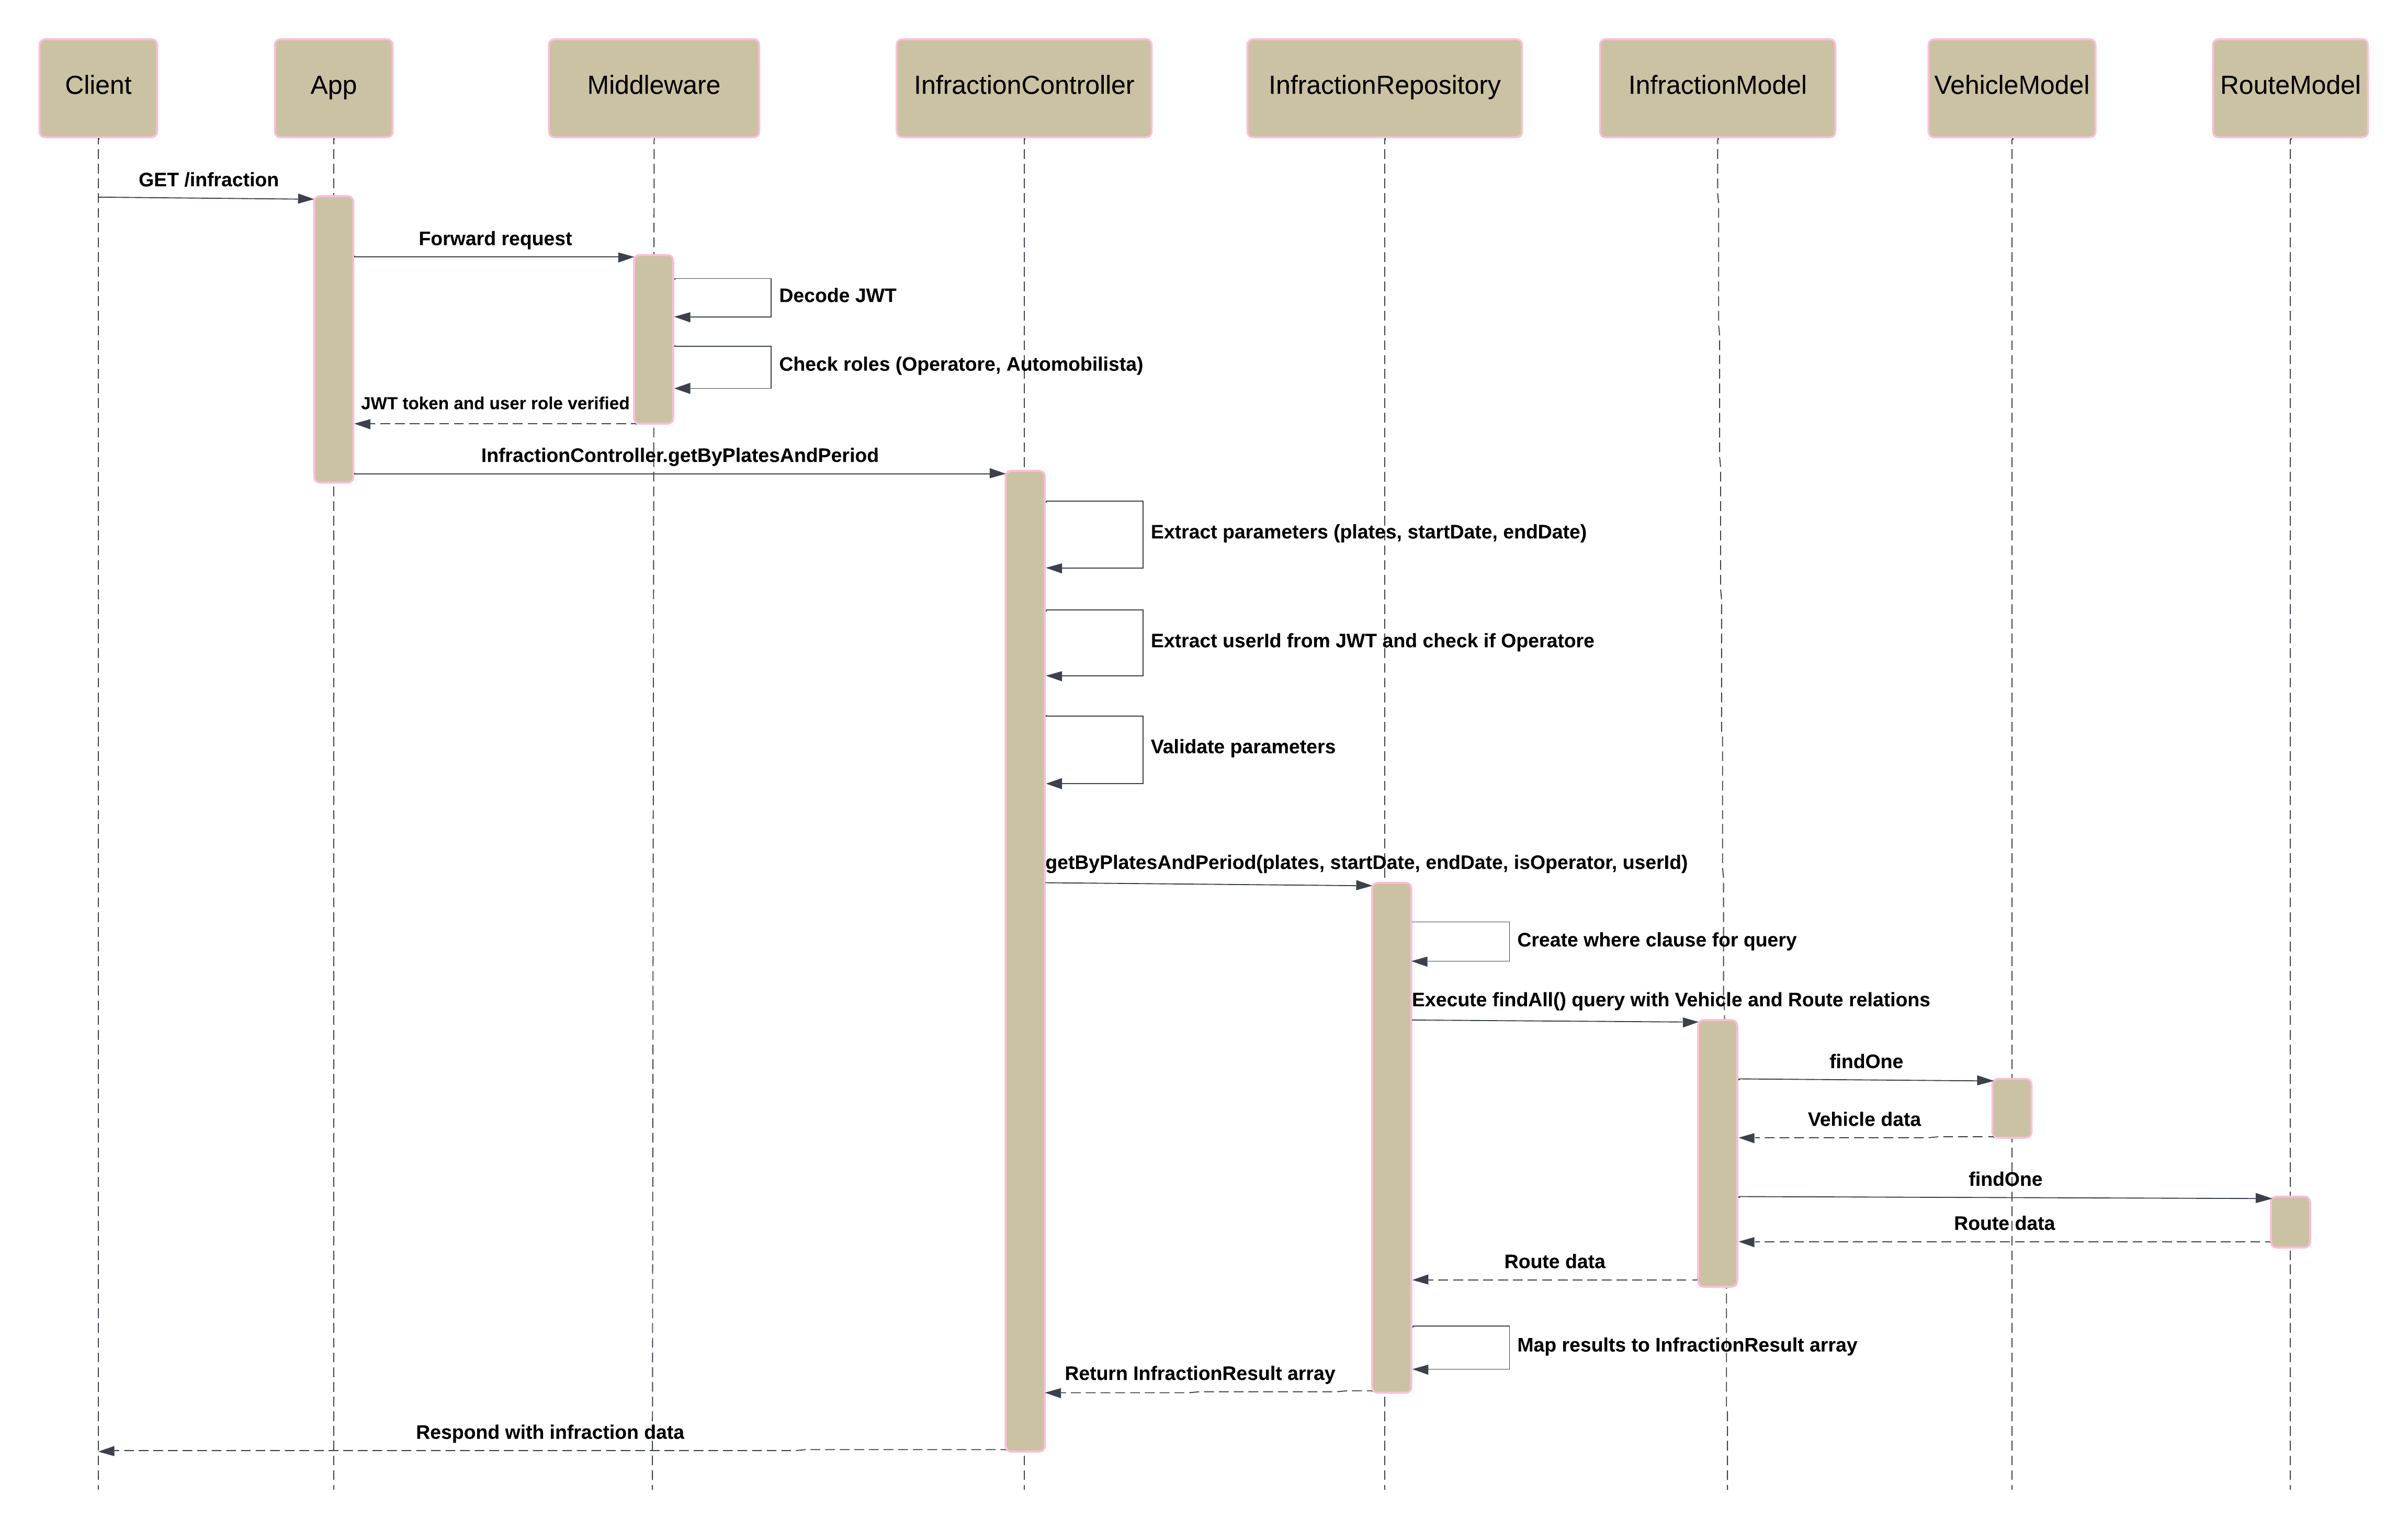 Client
App
Middleware
InfractionController
InfractionRepository
InfractionModel
VehicleModel
RouteModel
GET /infraction
Forward request
Decode JWT
Check roles (Operatore, Automobilista)
JWT token and user role verified
InfractionController.getByPlatesAndPeriod
Extract parameters (plates, startDate, endDate)
Extract userId from JWT and check if Operatore
Validate parameters
getByPlatesAndPeriod(plates, startDate, endDate, isOperator, userId)
Create where clause for query
Execute findAll() query with Vehicle and Route relations
findOne
Vehicle data
findOne
Route data
Route data
Map results to InfractionResult array
Return InfractionResult array
Respond with infraction data